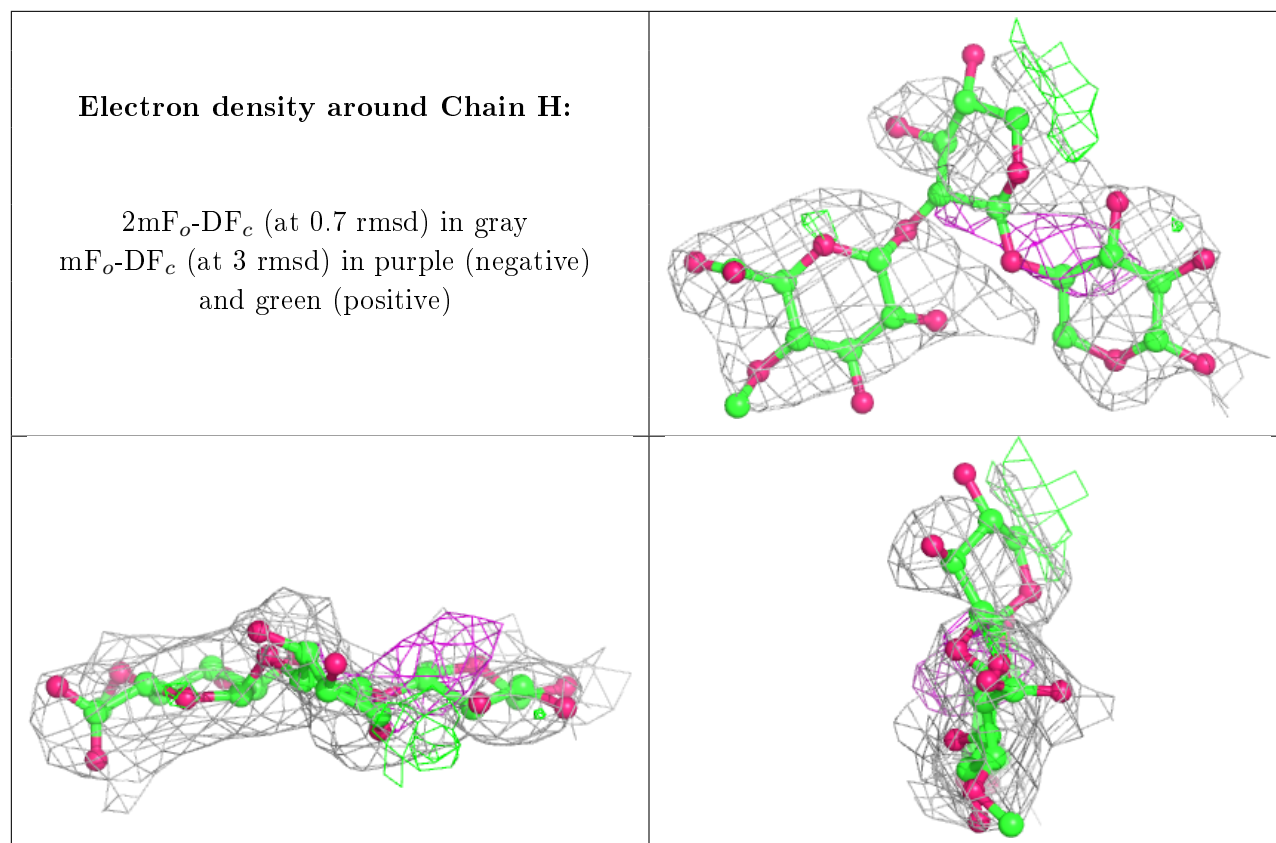 Electron density around Chain H:
2mFo-DFc (at 0.7 rmsd) in gray
mFo-DFc (at 3 rmsd) in purple (negative)
and green (positive)